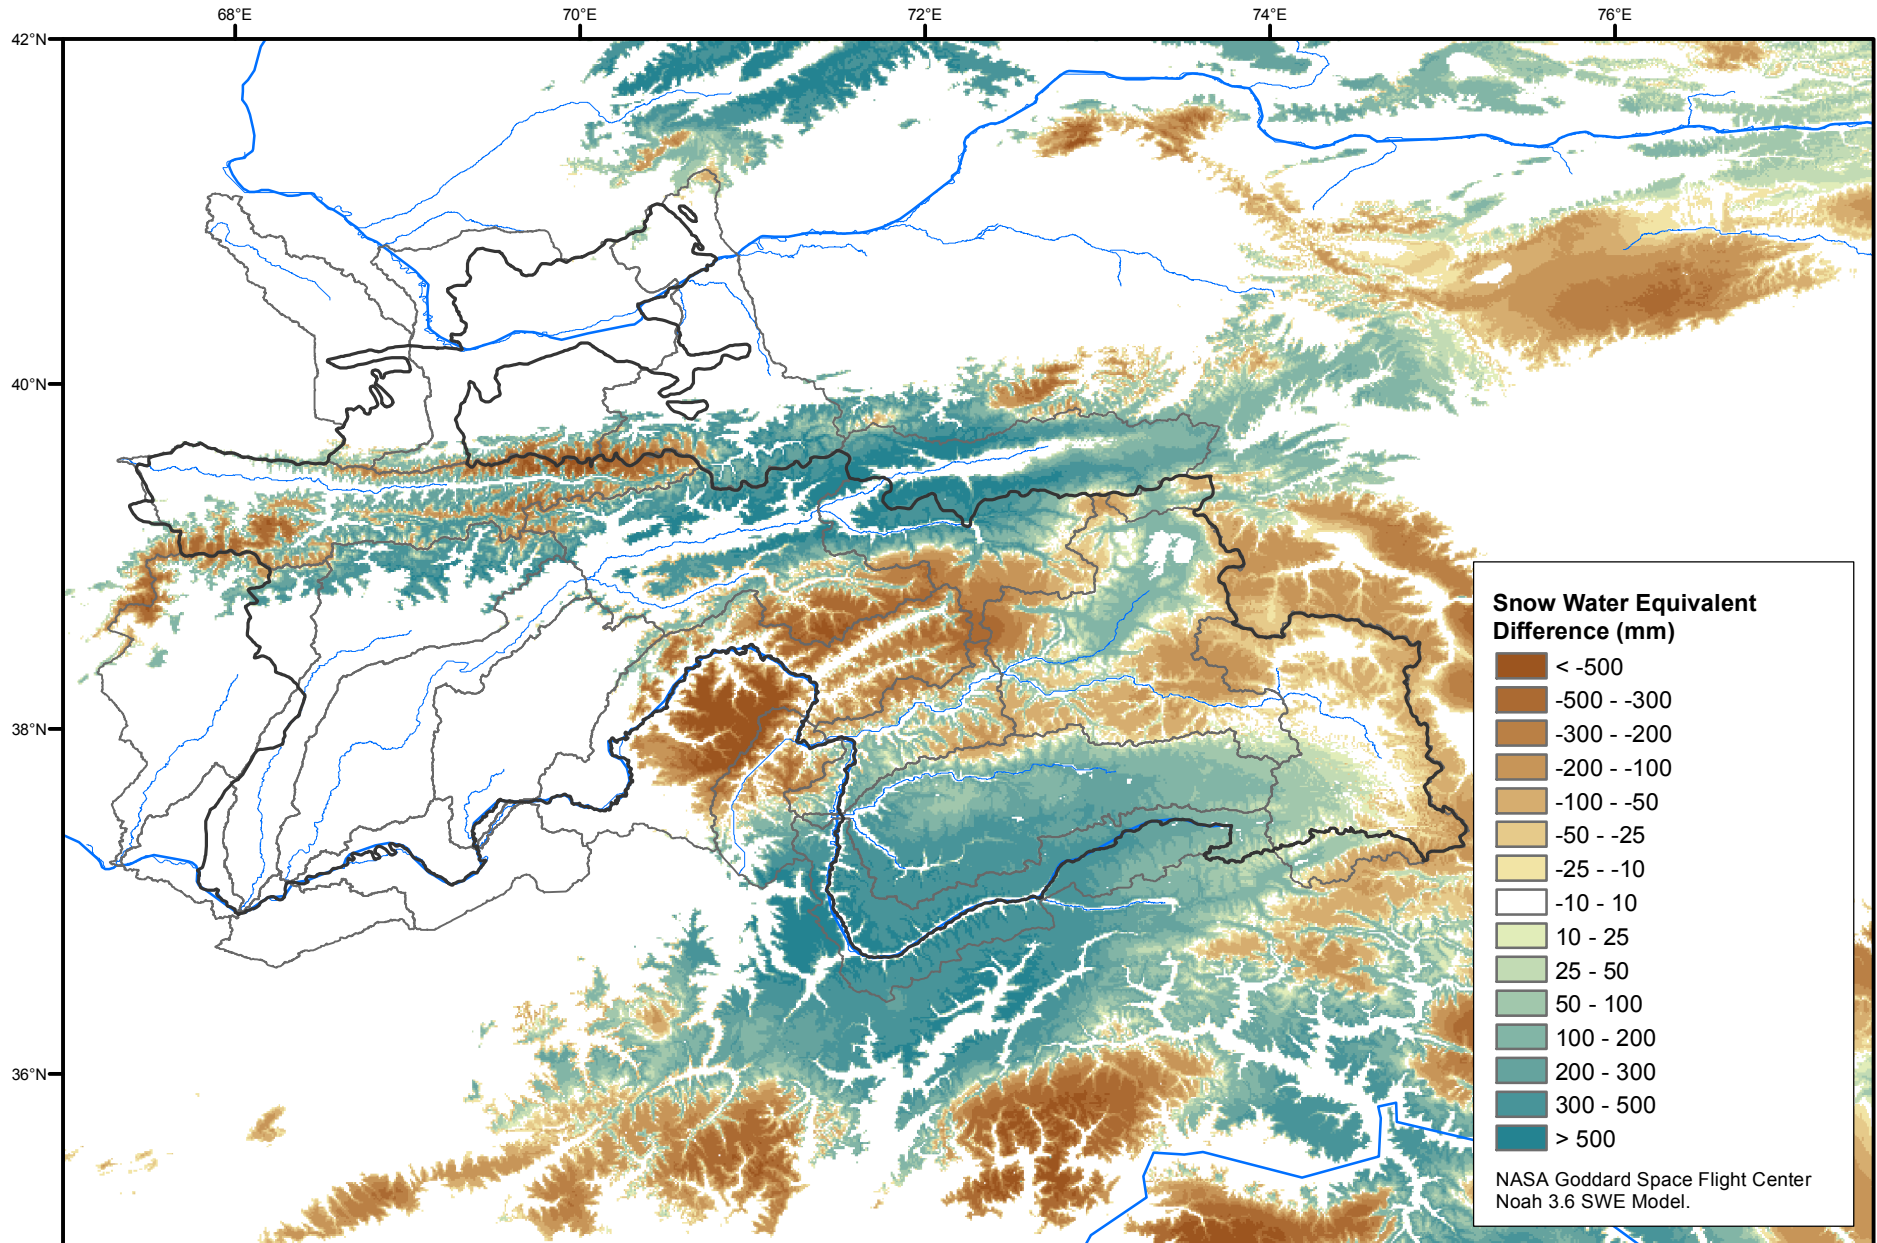 68°E 70°E 72°E 74°E 76°E
42°N
40°N
38°N
36°N
Snow Water Equivalent
Difference (mm)
< -500
-500 - -300
-300 - -200
-200 - -100
-100 - -50
-50 - -25
-25 - -10
-10 - 10
10 - 25
25 - 50
50 - 100
100 - 200
200 - 300
300 - 500
> 500
NASA Goddard Space Flight Center
Noah 3.6 SWE Model.